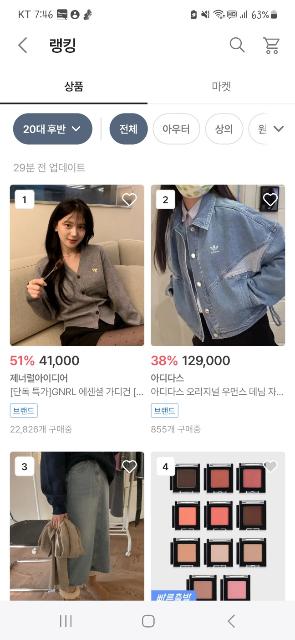 KT 7:46 63%
랭킹
상품 마켓
20대 후반 전체 아우터 상의 원
29분 전 업데이트
1 2
51% 41,000 38% 129,000
제너럴아이디어 아디다스
[단독 특가]GNRL 에센셜 가디건 [... 아디다스 오리지널 우먼스 데님 자...
브랜드 브랜드
22,826개 구매중 855개 구매중
3 4
빠른출발